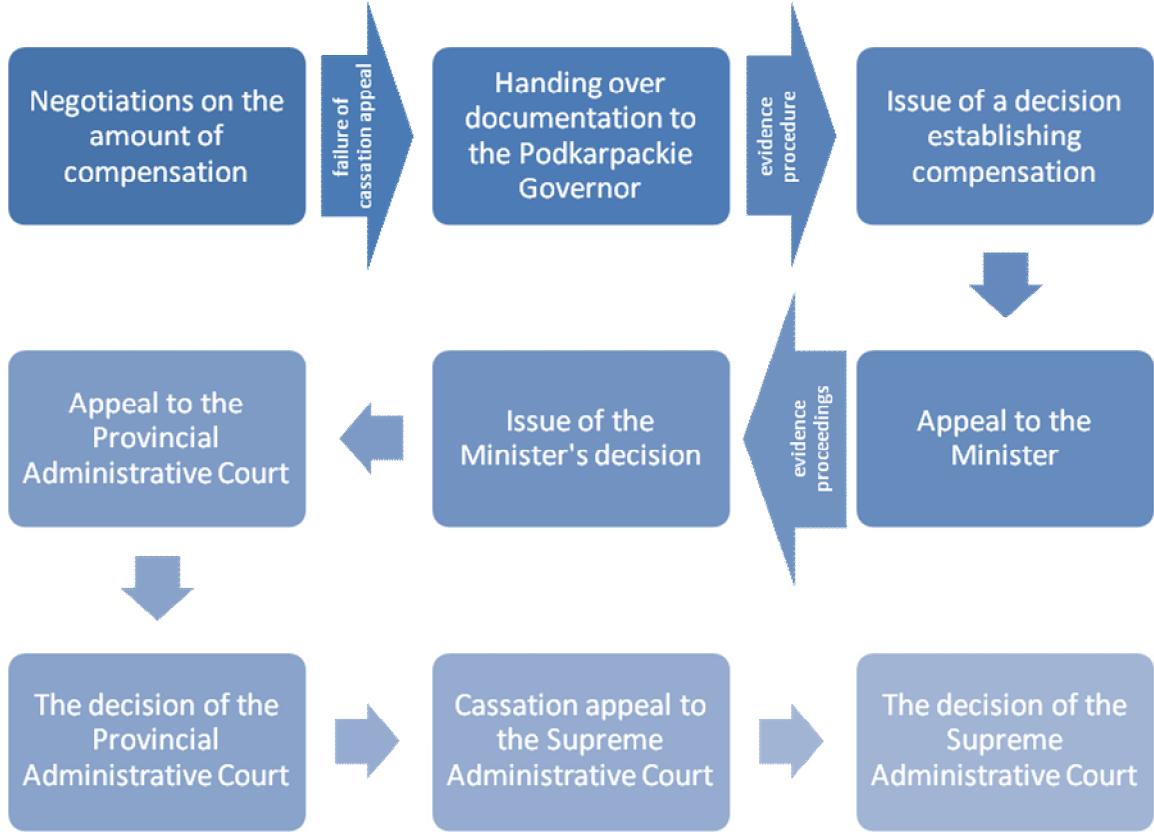 Negotiations on the
amount of
compensation
failure of
cassation appeal
Handing over
documentation to
the Podkarpackie
Governor
evidence
procedure
Issue of a decision
establishing
compensation
Appeal to the
Minister
evidence
proceedings
Issue of the
Minister's decision
Appeal to the
Provincial
Administrative Court
The decision of the
Provincial
Administrative Court
Cassation appeal to
the Supreme
Administrative Court
The decision of the
Supreme
Administrative Court